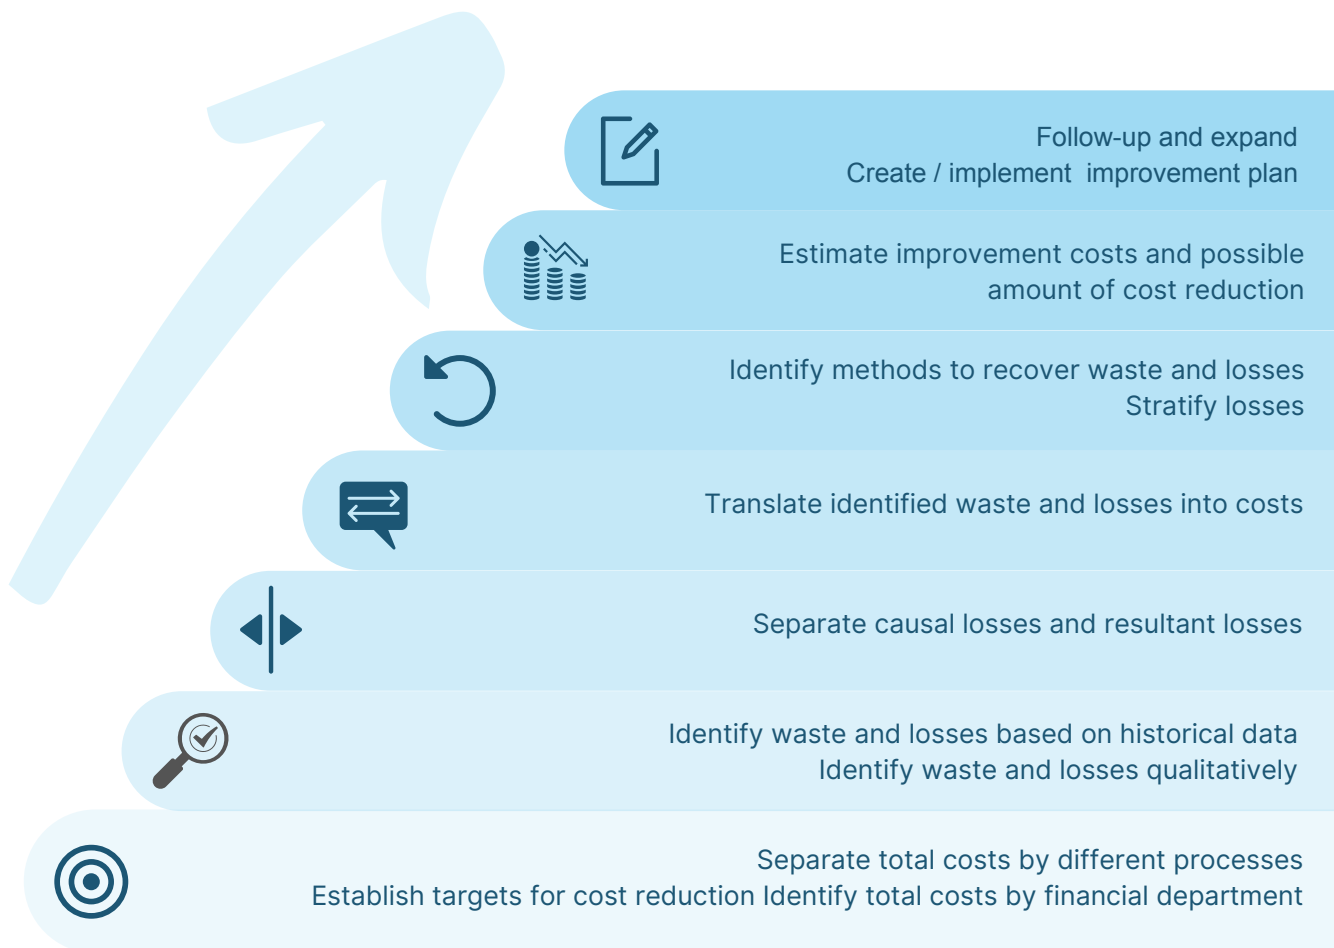 Follow-up and expand
Create / implement improvement plan
Estimate improvement costs and possible
amount of cost reduction
Identify methods to recover waste and losses
Stratify losses
Translate identified waste and losses into costs
Separate causal losses and resultant losses
Identify waste and losses based on historical data
Identify waste and losses qualitatively
Separate total costs by different processes
Establish targets for cost reduction Identify total costs by financial department